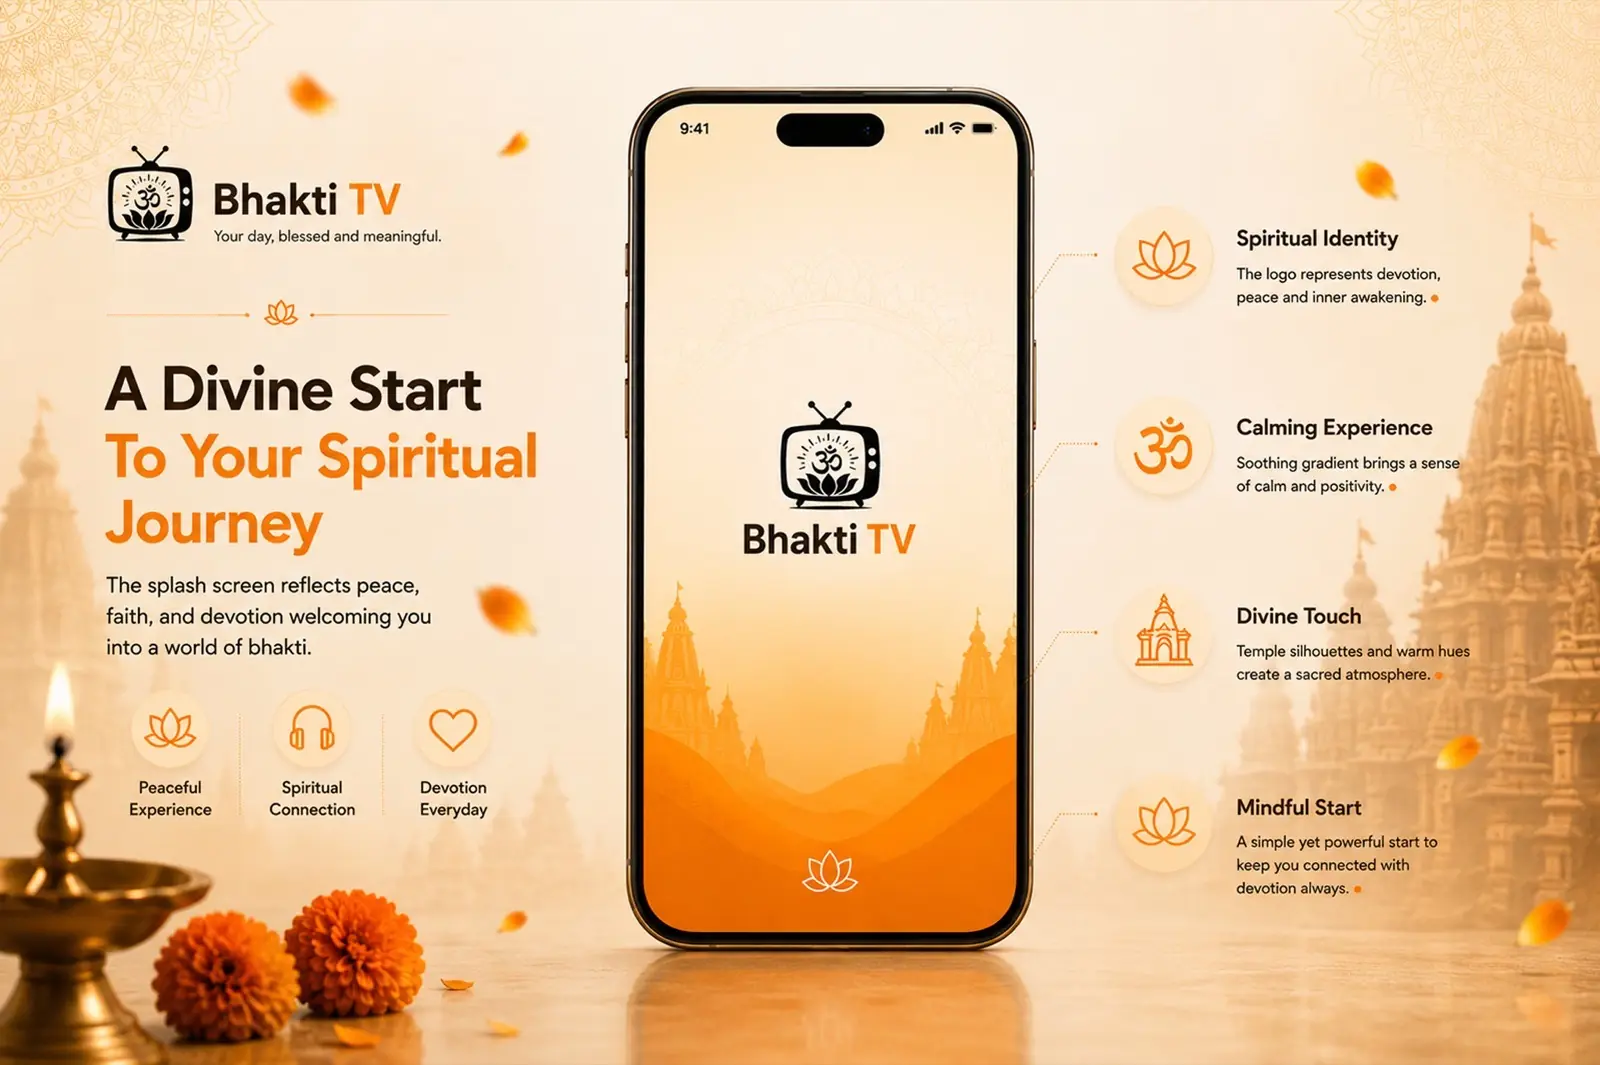 Bhakti TV
Your day, blessed and meaningful.
A Divine Start
To Your Spiritual
Journey
The splash screen reflects peace,
faith, and devotion welcoming you
into a world of bhakti.
Peaceful
Experience
Spiritual
Connection
Devotion
Everyday
9:41
ॐ
Bhakti TV
Spiritual Identity
The logo represents devotion,
peace and inner awakening.
ॐ
Calming Experience
Soothing gradient brings a sense
of calm and positivity.
Divine Touch
Temple silhouettes and warm hues
create a sacred atmosphere.
Mindful Start
A simple yet powerful start to
keep you connected with
devotion always.